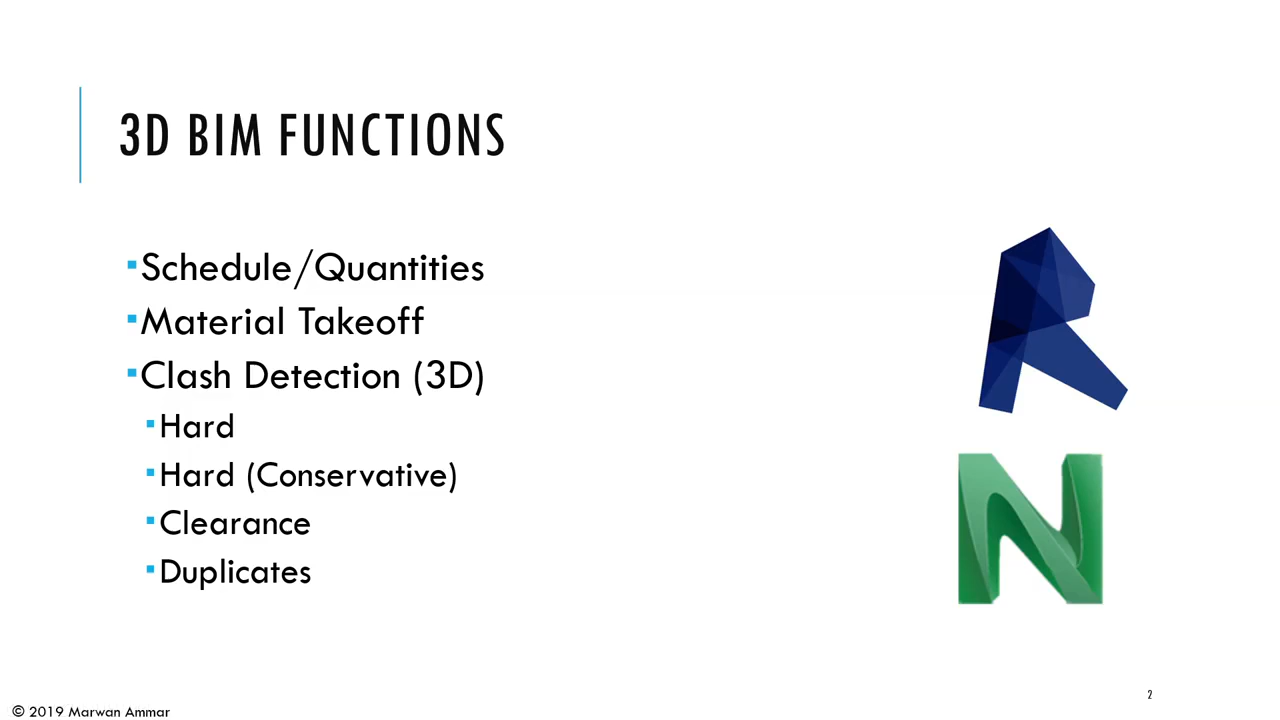 3D BIM FUNCTIONS
▪Schedule/Quantities
▪Material Takeoff
▪Clash Detection (3D)
▪Hard
▪Hard (Conservative)
▪Clearance
▪Duplicates
2
© 2019 Marwan Ammar